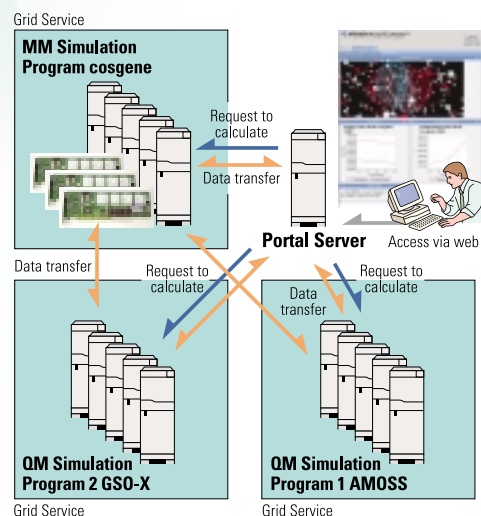 Grid Service
MM Simulation
Program cosgene
Request to
calculate
Data transfer
Portal Server
Access via web
Data transfer
Request to
calculate
Data
transfer
Request to
calculate
QM Simulation
Program 2 GSO-X
Grid Service
QM Simulation
Program 1 AMOSS
Grid Service